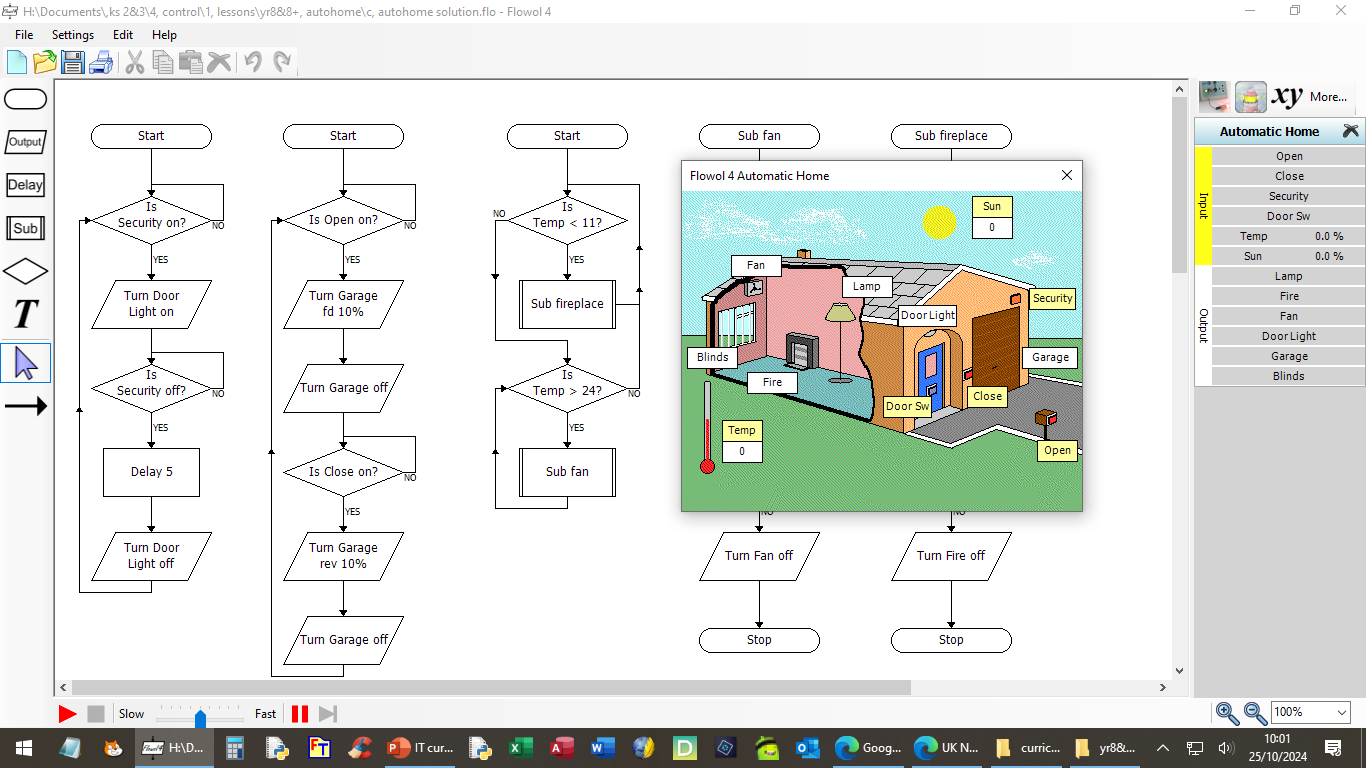 H:\Documents\,ks 2&3\4, control\1, lessons\yr8&8+, autohome\c, autohome solution.flo - Flowol 4
File Settings Edit Help
xy More...
Output
Delay
Sub
T
Start
Is
Security on?
NO
YES
Turn Door
Light on
Is
Security off?
NO
YES
Delay 5
Turn Door
Light off
Start
Is Open on?
NO
YES
Turn Garage
fd 10%
Turn Garage off
Is Close on?
NO
YES
Turn Garage
rev 10%
Turn Garage off
Start
Is
Temp < 11?
NO
YES
Sub fireplace
Is
Temp > 24?
NO
YES
Sub fan
Sub fan
NO
Turn Fan off
Stop
Sub fireplace
NO
Turn Fire off
Stop
Flowol 4 Automatic Home
Sun
0
Fan
Lamp
Security
Door Light
Blinds
Garage
Fire
Close
Door Sw
Temp
0
Open
Automatic Home
Input
Open
Close
Security
Door Sw
Temp 0.0 %
Sun 0.0 %
Output
Lamp
Fire
Fan
Door Light
Garage
Blinds
Slow Fast
100%
Flowol 4
H:\D...
FT
IT cur...
Goog...
UK N...
curric...
yr8&...
10:01
25/10/2024